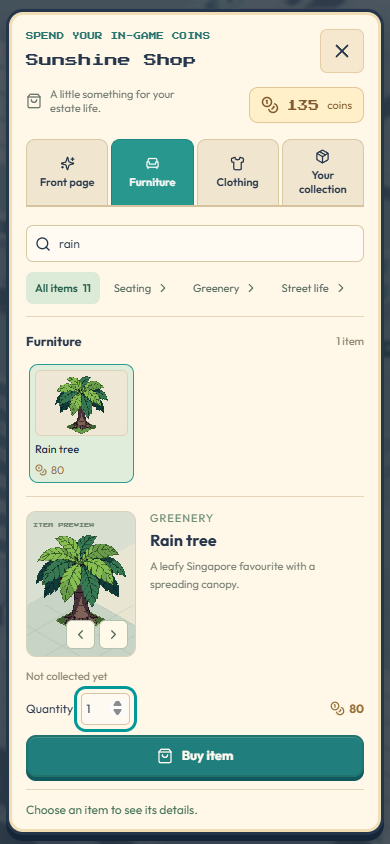 SPEND YOUR IN-GAME COINS
Sunshine Shop
A little something for your
estate life.
135 coins
Front page
Furniture
Clothing
Your
collection
rain
All items 11
Seating
Greenery
Street life
Furniture
1 item
Rain tree
80
ITEM PREVIEW
GREENERY
Rain tree
A leafy Singapore favourite with a
spreading canopy.
Not collected yet
Quantity 1
80
Buy item
Choose an item to see its details.